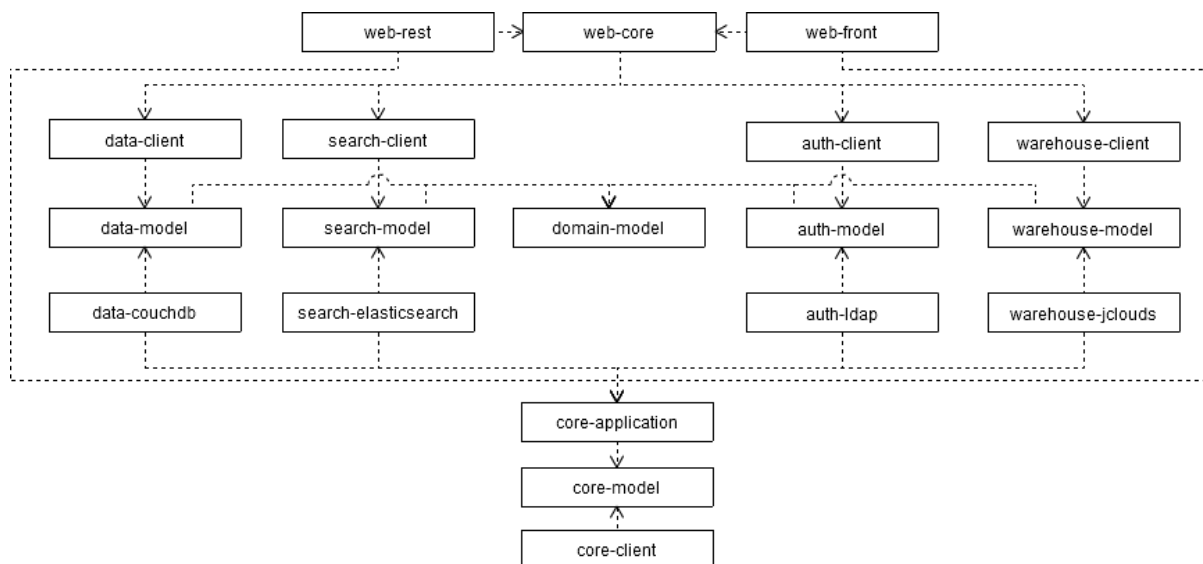 web-rest
web-core
web-front
data-client
search-client
auth-client
warehouse-client
data-model
search-model
domain-model
auth-model
warehouse-model
data-couchdb
search-elasticsearch
auth-ldap
warehouse-jclouds
core-application
core-model
core-client